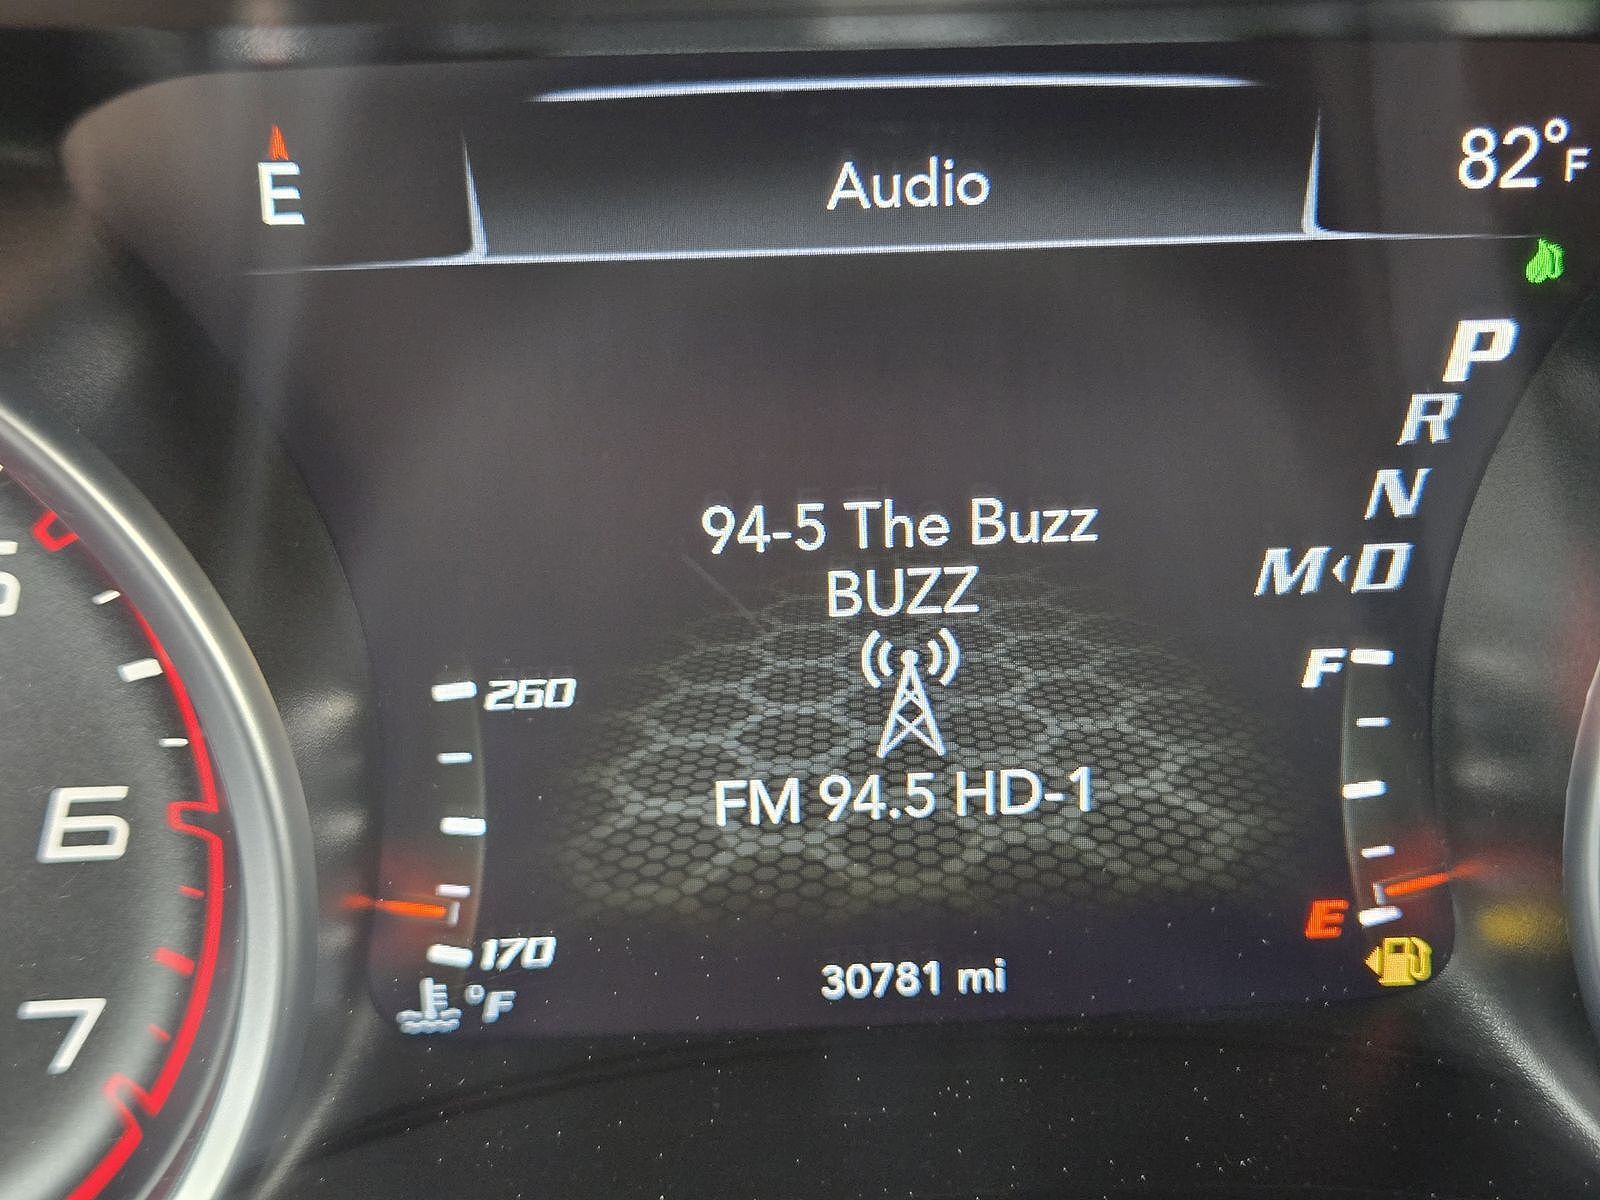 E
Audio
82°F
P
R
N
M D
94-5 The Buzz
BUZZ
FM 94.5 HD-1
260
170
°F
F
E
30781 mi
6
7